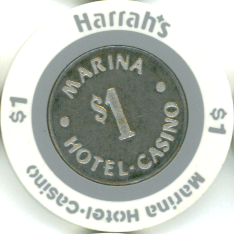 Harrah's
$1
$1
Marina Hotel-Casino
MARINA
$1
HOTEL-CASINO